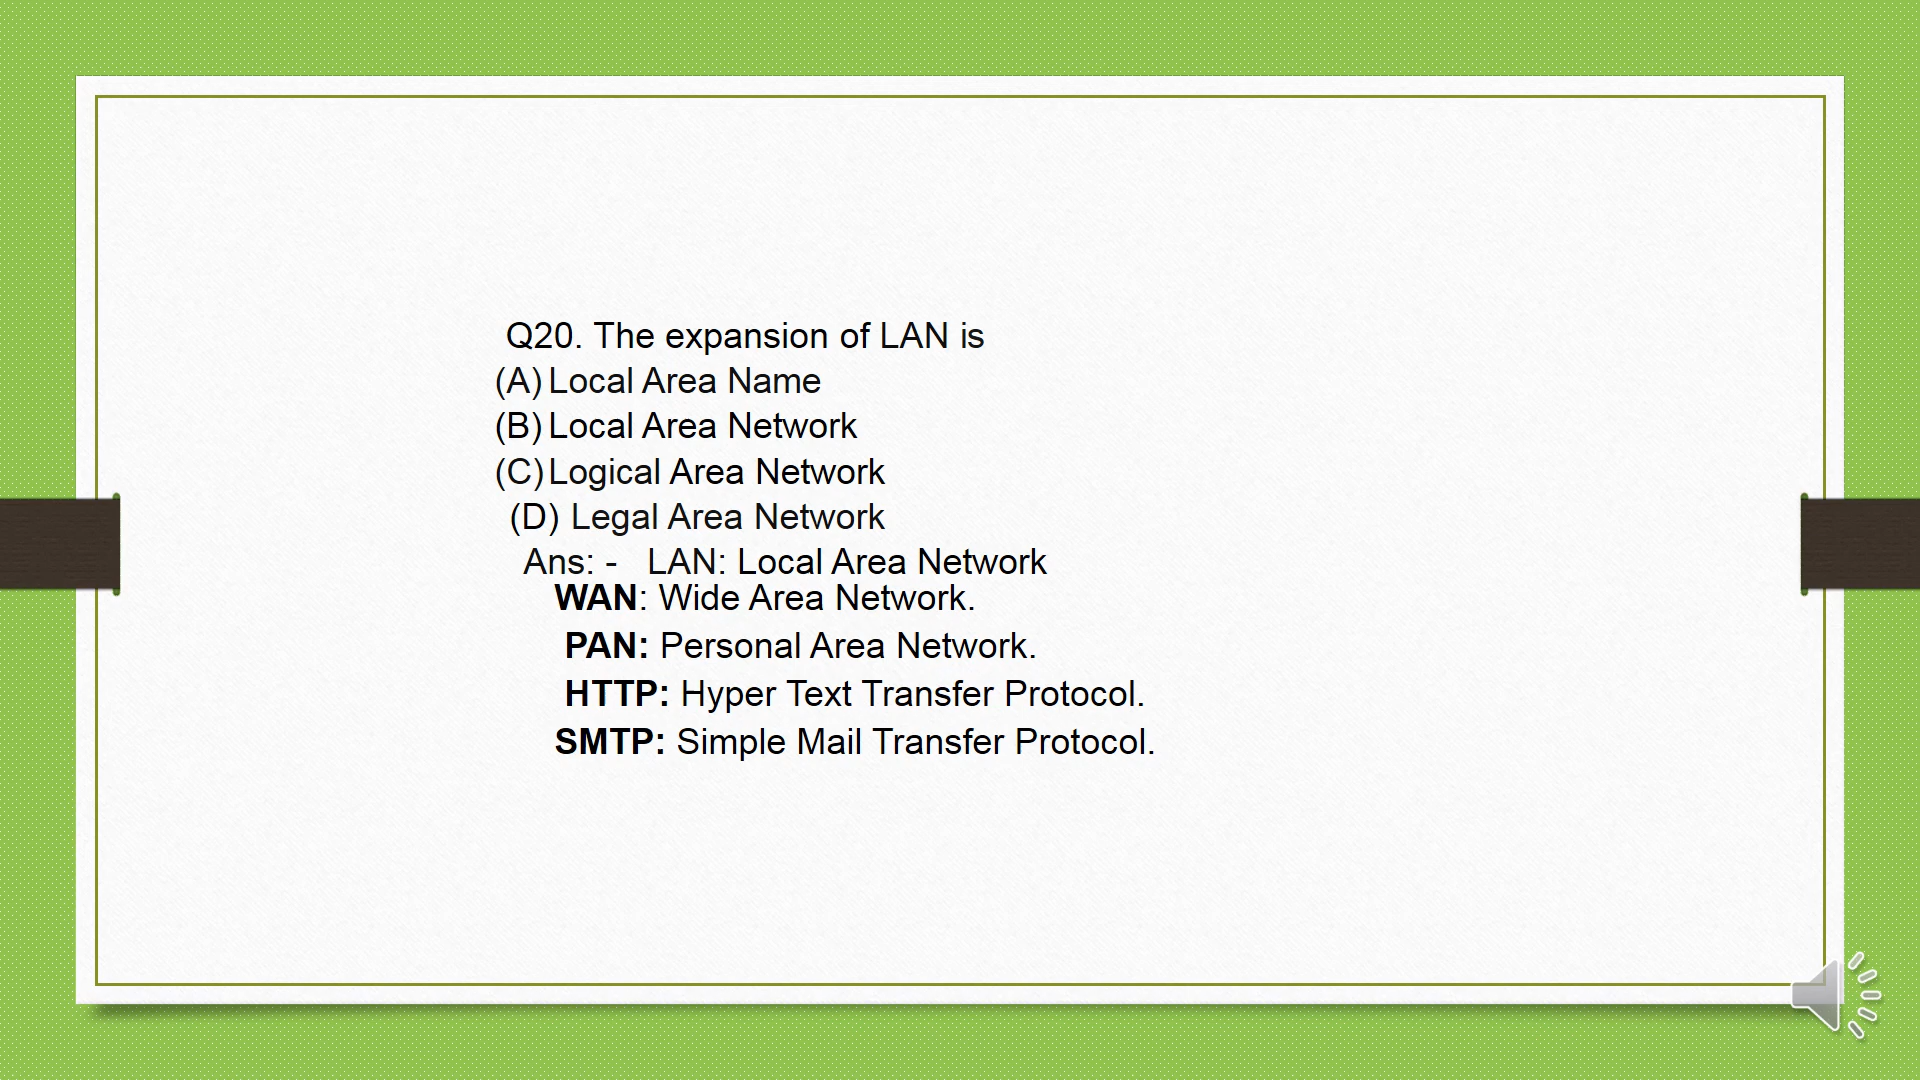 Q20. The expansion of LAN is
(A) Local Area Name
(B) Local Area Network
(C) Logical Area Network
(D) Legal Area Network
Ans: - LAN: Local Area Network
WAN: Wide Area Network.
PAN: Personal Area Network.
HTTP: Hyper Text Transfer Protocol.
SMTP: Simple Mail Transfer Protocol.